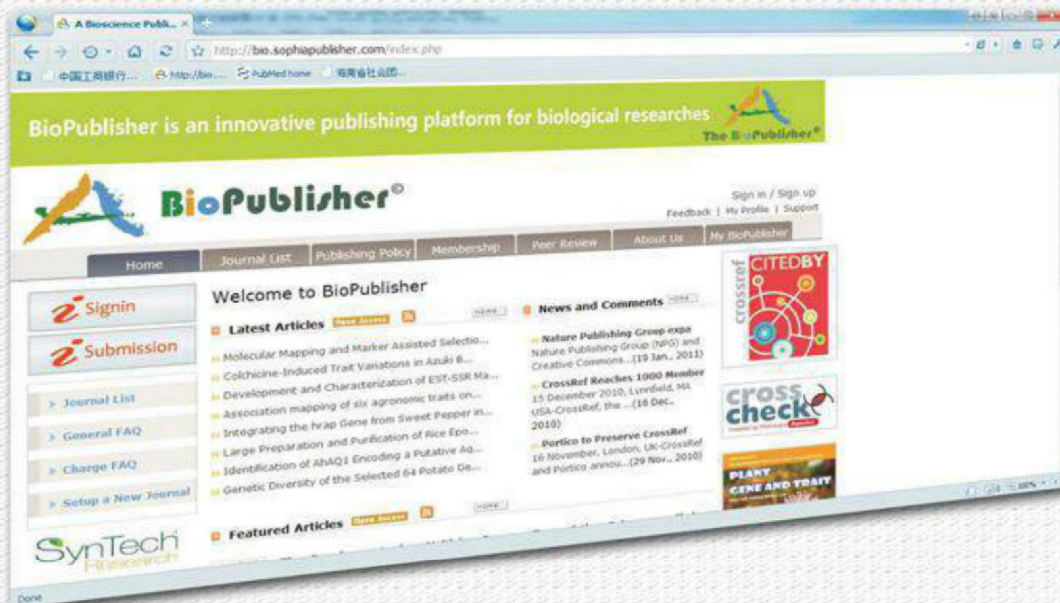 A Bioscience Publi...
http://bio.sophiapublisher.com/index.php
中国工商银行... http://bio.... PubMed home 海南省社会团...
BioPublisher is an innovative publishing platform for biological researches
The BioPublisher®
BioPublisher©
Sign in / Sign up
Feedback | My Profile | Support
Home Journal List Publishing Policy Membership Peer Review About Us My BioPublisher
Signin
Submission
> Journal List
> General FAQ
> Charge FAQ
> Setup a New Journal
SynTech
Research
Welcome to BioPublisher
Latest Articles Open Access
Molecular Mapping and Marker Assisted Selectio...
Colchicine-Induced Trait Variations in Azuki B...
Development and Characterization of EST-SSR Ma...
Association mapping of six agronomic traits on...
Integrating the hrap Gene from Sweet Pepper in...
Large Preparation and Purification of Rice Epo...
Identification of AhAQ1 Encoding a Putative Aq...
Genetic Diversity of the Selected 64 Potato Ge...
Featured Articles Open Access
News and Comments
Nature Publishing Group expa
Nature Publishing Group (NPG) and
Creative Commons...(19 Jan., 2011)
CrossRef Reaches 1000 Member
15 December 2010, Lynnfield, MA
USA-CrossRef, the ...(16 Dec.,
2010)
Portico to Preserve CrossRef
16 November, London, UK-CrossRef
and Portico annou...(29 Nov., 2010)
crossref
CITEDBY
cross
check
PLANT
GENE AND TRAIT
100%
Done